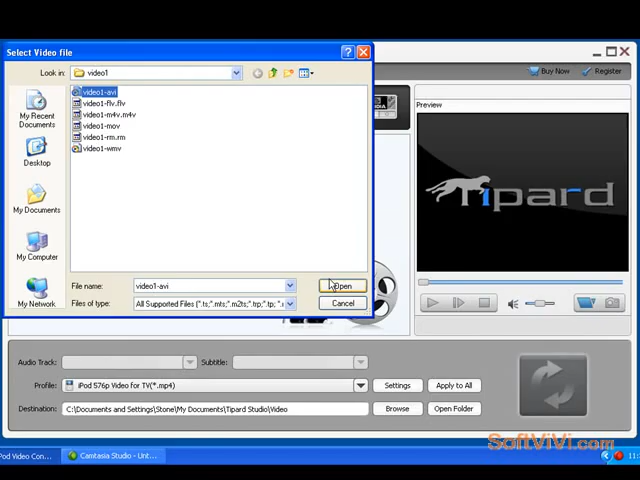 Select Video file
Look in:
video1
Buy Now
Register
My Recent
Documents
Desktop
My Documents
My Computer
My Network
video1-avi
video1-flv.flv
video1-m4v.m4v
video1-mov
video1-rm.rm
video1-wmv
File name:
video1-avi
Open
Files of type:
All Supported Files (*.ts;*.mts;*.m2ts;*.trp;*.tp;
Cancel
Preview
Tipard
Audio Track:
Subtitle:
Profile:
iPod 576p Video for TV(*.mp4)
Settings
Apply to All
Destination:
C:\Documents and Settings\Stone\My Documents\Tipard Studio\Video
Browse
Open Folder
SoftViVi.com
Pod Video Con...
Camtasia Studio - Unt...